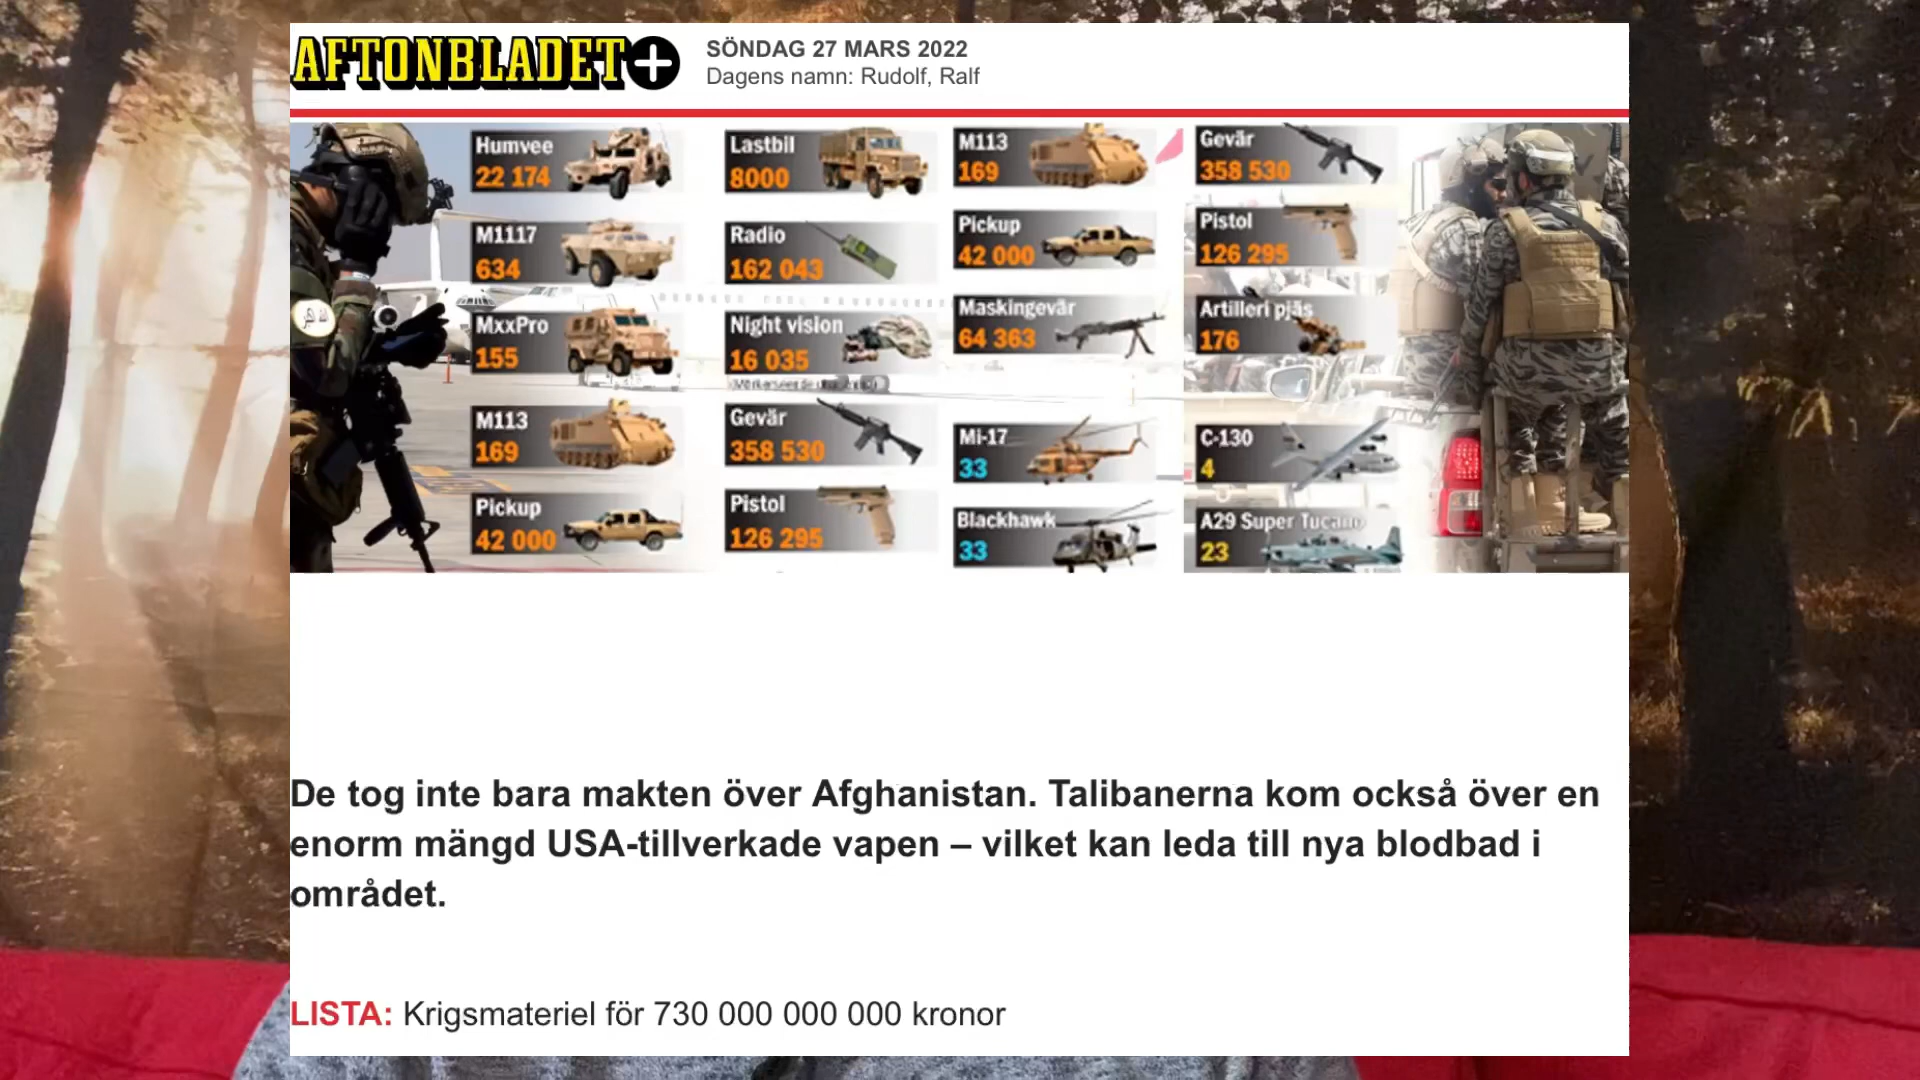 AFTONBLADET+
SÖNDAG 27 MARS 2022
Dagens namn: Rudolf, Ralf
Humvee
22 174
M1117
634
MxxPro
155
M113
169
Pickup
42 000
Lastbil
8000
Radio
162 043
Night vision
16 035
Gevär
358 530
Pistol
126 295
M113
169
Pickup
42 000
Maskingevär
64 363
Mi-17
33
Blackhawk
33
Gevär
358 530
Pistol
126 295
Artilleri pjäs
176
C-130
4
A29 Super Tucano
23
De tog inte bara makten över Afghanistan. Talibanerna kom också över en
enorm mängd USA-tillverkade vapen – vilket kan leda till nya blodbad i
området.
LISTA: Krigsmateriel för 730 000 000 000 kronor